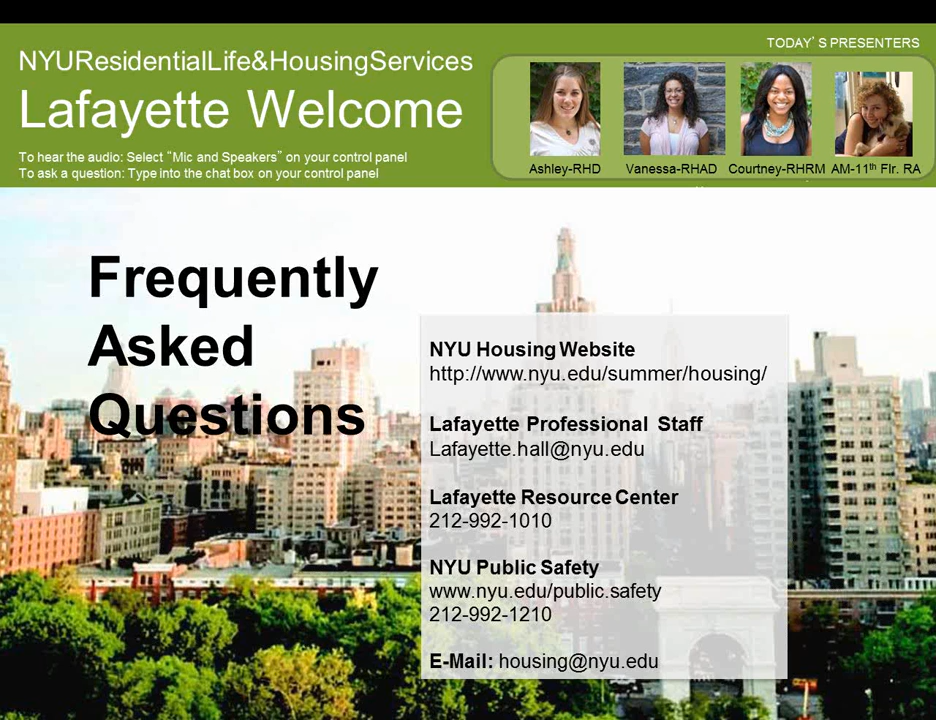 TODAY'S PRESENTERS
NYUResidentialLife&HousingServices
Lafayette Welcome
To hear the audio: Select "Mic and Speakers" on your control panel
To ask a question: Type into the chat box on your control panel
Ashley-RHD Vanessa-RHAD Courtney-RHRM AM-11th Flr. RA
Frequently
Asked
Questions
NYU Housing Website
http://www.nyu.edu/summer/housing/
Lafayette Professional Staff
Lafayette.hall@nyu.edu
Lafayette Resource Center
212-992-1010
NYU Public Safety
www.nyu.edu/public.safety
212-992-1210
E-Mail: housing@nyu.edu